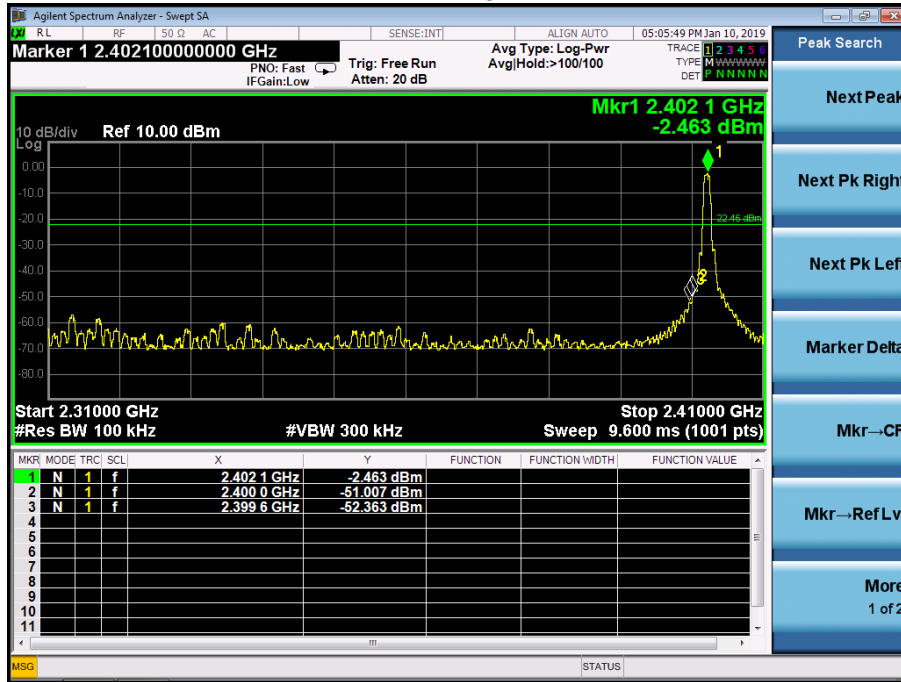 Agilent Spectrum Analyzer - Swept SA
LXI RL RF 50 Ω AC SENSE:INT ALIGN AUTO 05:05:49 PM Jan 10, 2019
Marker 1 2.402100000000 GHz
PNO: Fast
IFGain:Low
Trig: Free Run
Atten: 20 dB
Avg Type: Log-Pwr
Avg|Hold:>100/100
TRACE 1 2 3 4 5 6
TYPE M WWWWW
DET P N N N N N
Mkr1 2.402 1 GHz
-2.463 dBm
10 dB/div Ref 10.00 dBm
Log
1
0.00
-10.0
-20.0
-22.46 dBm
-30.0
-40.0
-50.0
-60.0
-70.0
-80.0
Start 2.31000 GHz Stop 2.41000 GHz
#Res BW 100 kHz #VBW 300 kHz Sweep 9.600 ms (1001 pts)
MKR MODE TRC SCL X Y FUNCTION FUNCTION WIDTH FUNCTION VALUE
1 N 1 f 2.402 1 GHz -2.463 dBm
2 N 1 f 2.400 0 GHz -51.007 dBm
3 N 1 f 2.399 6 GHz -52.363 dBm
4
5
6
7
8
9
10
11
MSG STATUS
Peak Search
Next Peak
Next Pk Right
Next Pk Left
Marker Delta
Mkr→CF
Mkr→Ref Lv
More
1 of 2